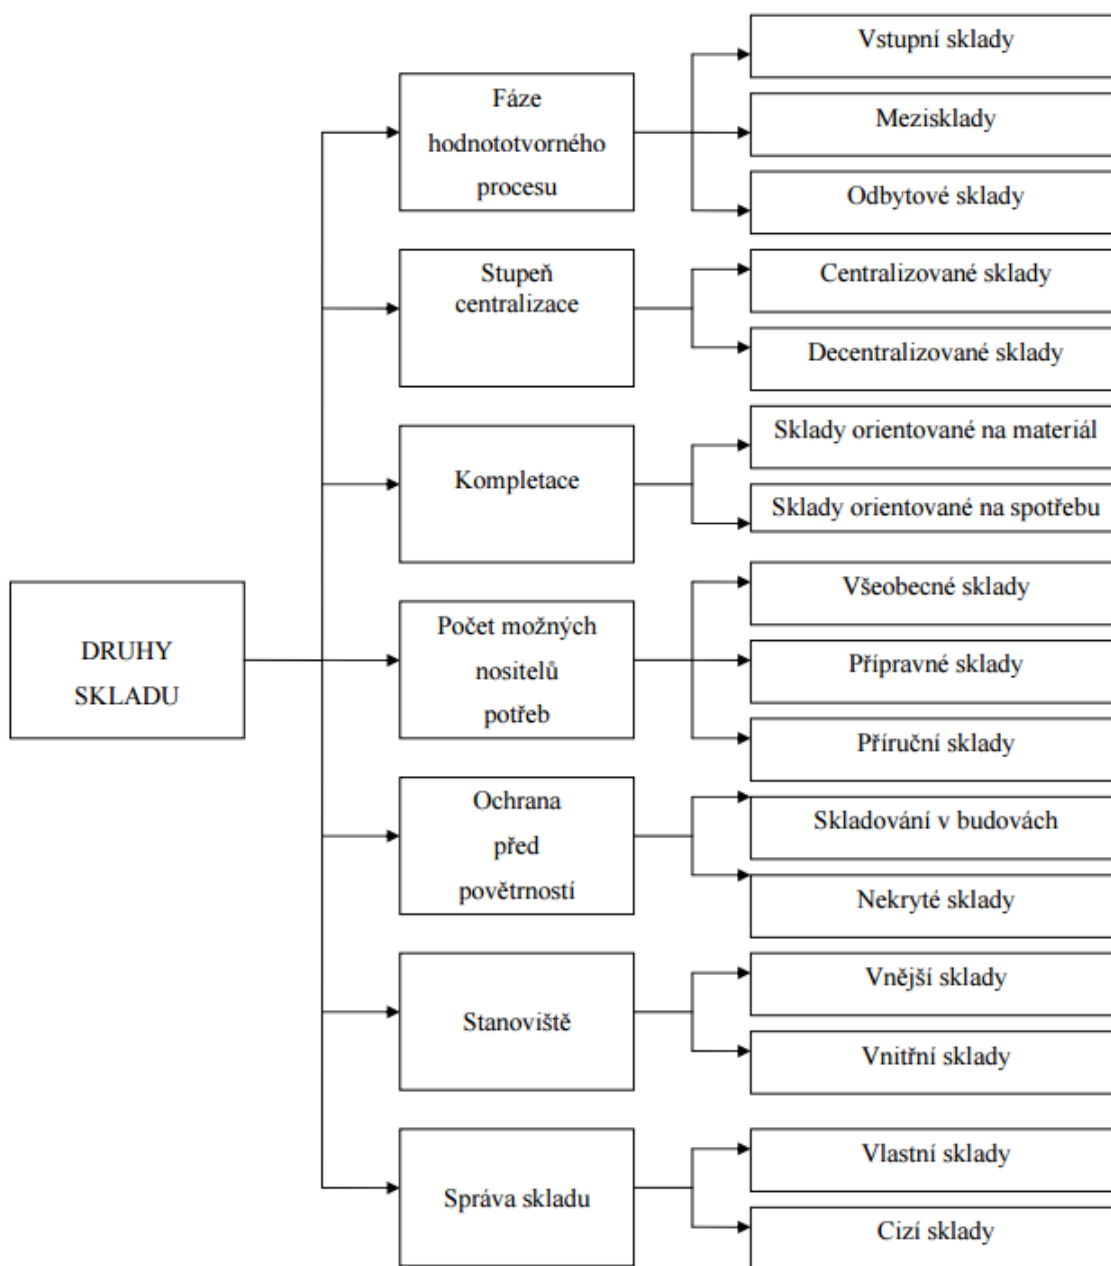 DRUHY
SKLADU
Fáze
hodnototvorného
procesu
Vstupní sklady
Mezisklady
Odbytové sklady
Stupeň
centralizace
Centralizované sklady
Decentralizované sklady
Kompletace
Sklady orientované na materiál
Sklady orientované na spotřebu
Počet možných
nositelů
potřeb
Všeobecné sklady
Přípravné sklady
Příruční sklady
Ochrana
před
povětrností
Skladování v budovách
Nekryté sklady
Stanoviště
Vnější sklady
Vnitřní sklady
Správa skladu
Vlastní sklady
Cizí sklady